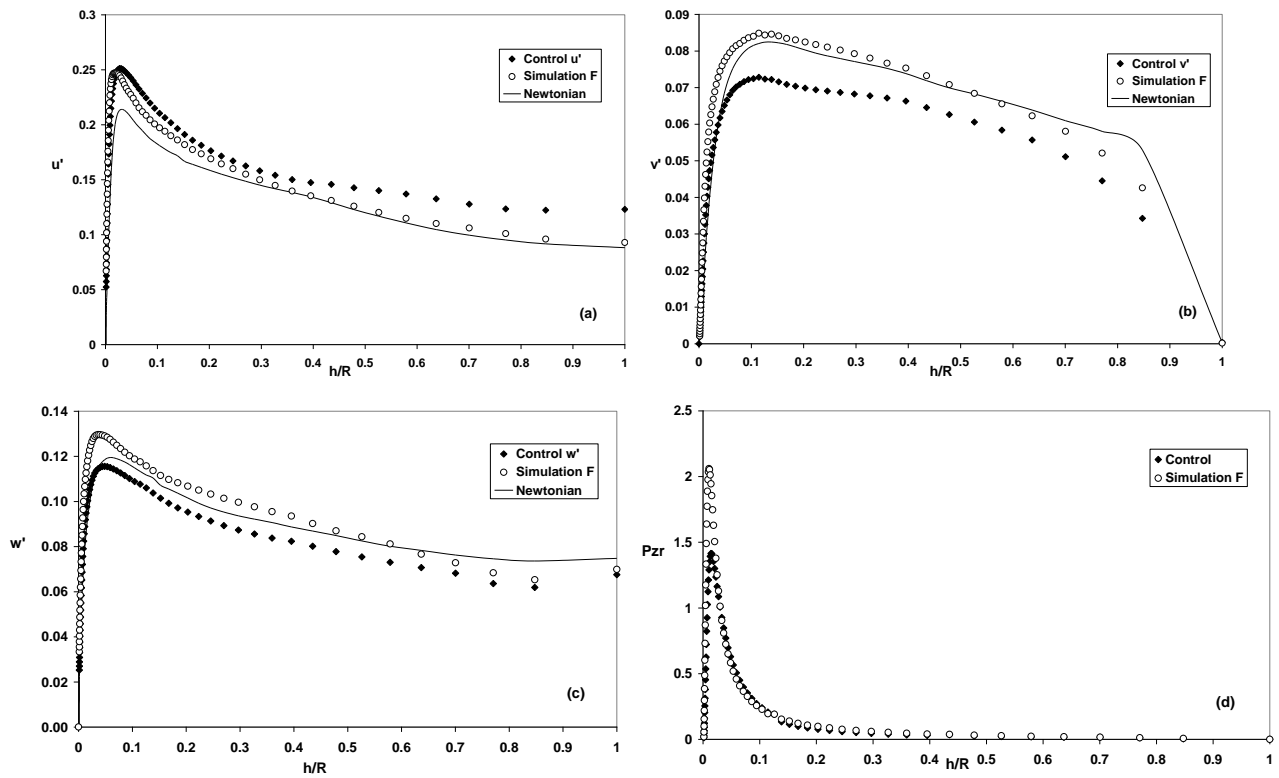 0.3
0.25
0.2
0.15
0.1
0.05
0
u'
Control u'
Simulation F
Newtonian
(a)
0 0.1 0.2 0.3 0.4 0.5 0.6 0.7 0.8 0.9 1
h/R
0.09
0.08
0.07
0.06
0.05
0.04
0.03
0.02
0.01
0
v'
Control v'
Simulation F
Newtonian
(b)
0 0.1 0.2 0.3 0.4 0.5 0.6 0.7 0.8 0.9 1
h/R
0.14
0.12
0.10
0.08
0.06
0.04
0.02
0.00
w'
Control w'
Simulation F
Newtonian
(c)
0 0.1 0.2 0.3 0.4 0.5 0.6 0.7 0.8 0.9 1
h/R
2.5
2
1.5
1
0.5
0
Pzr
Control
Simulation F
(d)
0 0.1 0.2 0.3 0.4 0.5 0.6 0.7 0.8 0.9 1
h/R